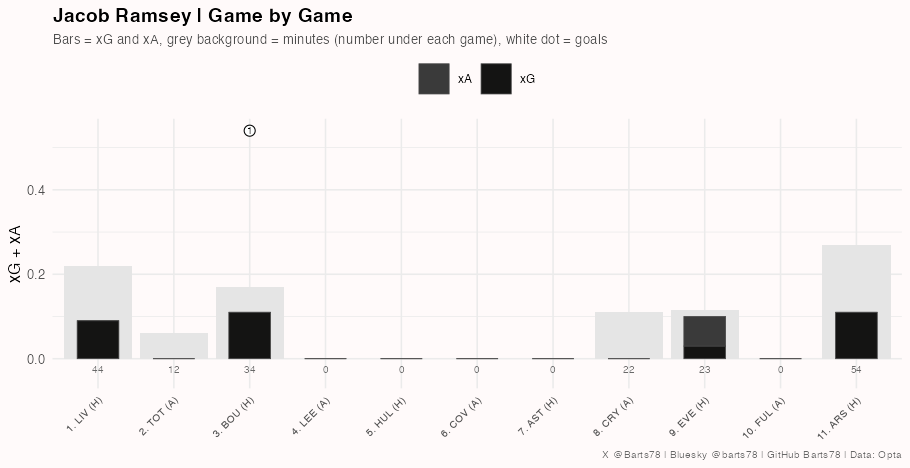 Jacob Ramsey | Game by Game
Bars = xG and xA, grey background = minutes (number under each game), white dot = goals
xA xG
1
xG + xA
0.4
0.2
0.0
44 12 34 0 0 0 0 22 23 0 54
1. LIV (H) 2. TOT (A) 3. BOU (H) 4. LEE (A) 5. HUL (H) 6. COV (A) 7. AST (H) 8. CRY (A) 9. EVE (H) 10. FUL (A) 11. ARS (H)
X @Barts78 | Bluesky @barts78 | GitHub Barts78 | Data: Opta